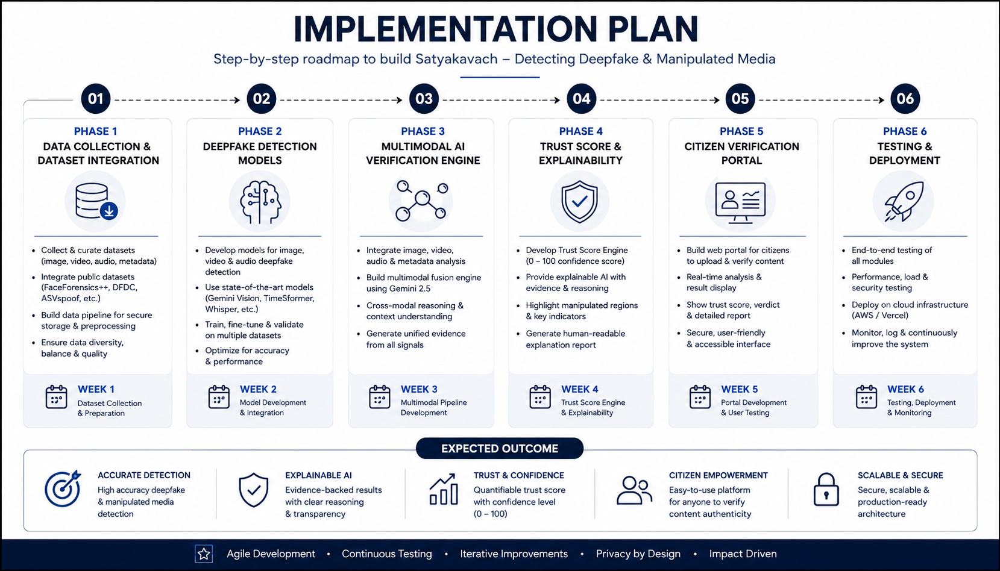 IMPLEMENTATION PLAN
Step-by-step roadmap to build Satyakavach – Detecting Deepfake & Manipulated Media
01
02
03
04
05
06
PHASE 1
DATA COLLECTION &
DATASET INTEGRATION
• Collect & curate datasets
(image, video, audio, metadata)
• Integrate public datasets
(FaceForensics++, DFDC,
ASVspoof, etc.)
• Build data pipeline for secure
storage & preprocessing
• Ensure data diversity,
balance & quality
WEEK 1
Dataset Collection
& Preparation
PHASE 2
DEEPFAKE DETECTION
MODELS
• Develop models for image,
video & audio deepfake
detection
• Use state-of-the-art models
(Gemini Vision, TimeSformer,
Whisper, etc.)
• Train, fine-tune & validate
on multiple datasets
• Optimize for accuracy
& performance
WEEK 2
Model Development
& Integration
PHASE 3
MULTIMODAL AI
VERIFICATION ENGINE
• Integrate image, video,
audio & metadata analysis
• Build multimodal fusion engine
using Gemini 2.5
• Cross-modal reasoning &
context understanding
• Generate unified evidence
from all signals
WEEK 3
Multimodal Pipeline
Development
PHASE 4
TRUST SCORE &
EXPLAINABILITY
• Develop Trust Score Engine
(0 – 100 confidence score)
• Provide explainable AI with
evidence & reasoning
• Highlight manipulated regions
& key indicators
• Generate human-readable
explanation report
WEEK 4
Trust Score Engine
& Explainability
PHASE 5
CITIZEN VERIFICATION
PORTAL
• Build web portal for citizens
to upload & verify content
• Real-time analysis &
result display
• Show trust score, verdict
& detailed report
• Secure, user-friendly
& accessible interface
WEEK 5
Portal Development
& User Testing
PHASE 6
TESTING &
DEPLOYMENT
• End-to-end testing of
all modules
• Performance, load &
security testing
• Deploy on cloud infrastructure
(AWS / Vercel)
• Monitor, log & continuously
improve the system
WEEK 6
Testing, Deployment
& Monitoring
EXPECTED OUTCOME
ACCURATE DETECTION
High accuracy deepfake
& manipulated media
detection
EXPLAINABLE AI
Evidence-backed results
with clear reasoning
& transparency
TRUST & CONFIDENCE
Quantifiable trust score
with confidence level
(0 – 100)
CITIZEN EMPOWERMENT
Easy-to-use platform
for anyone to verify
content authenticity
SCALABLE & SECURE
Secure, scalable &
production-ready
architecture
Agile Development • Continuous Testing • Iterative Improvements • Privacy by Design • Impact Driven